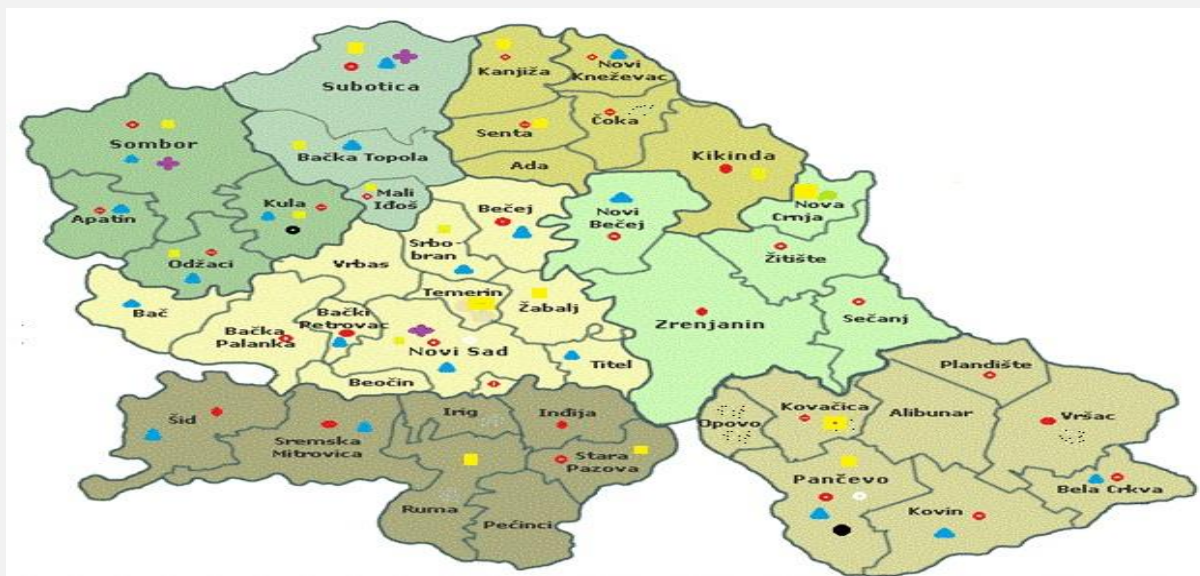 Subotica
Kanjiža
Novi
Kneževac
Sombor
Bačka Topola
Senta
Čoka
Ada
Kikinda
Apatin
Kula
Mali
Iđoš
Bečej
Novi
Bečej
Nova
Crnja
Odžaci
Vrbas
Srbo-
bran
Žitište
Bač
Temerin
Žabalj
Bačka
Palanka
Bački
Petrovac
Novi Sad
Zrenjanin
Sečanj
Beočin
Titel
Plandište
Šid
Sremska
Mitrovica
Irig
Inđija
Opovo
Kovačica
Alibunar
Vršac
Stara
Pazova
Pančevo
Bela Crkva
Ruma
Pećinci
Kovin